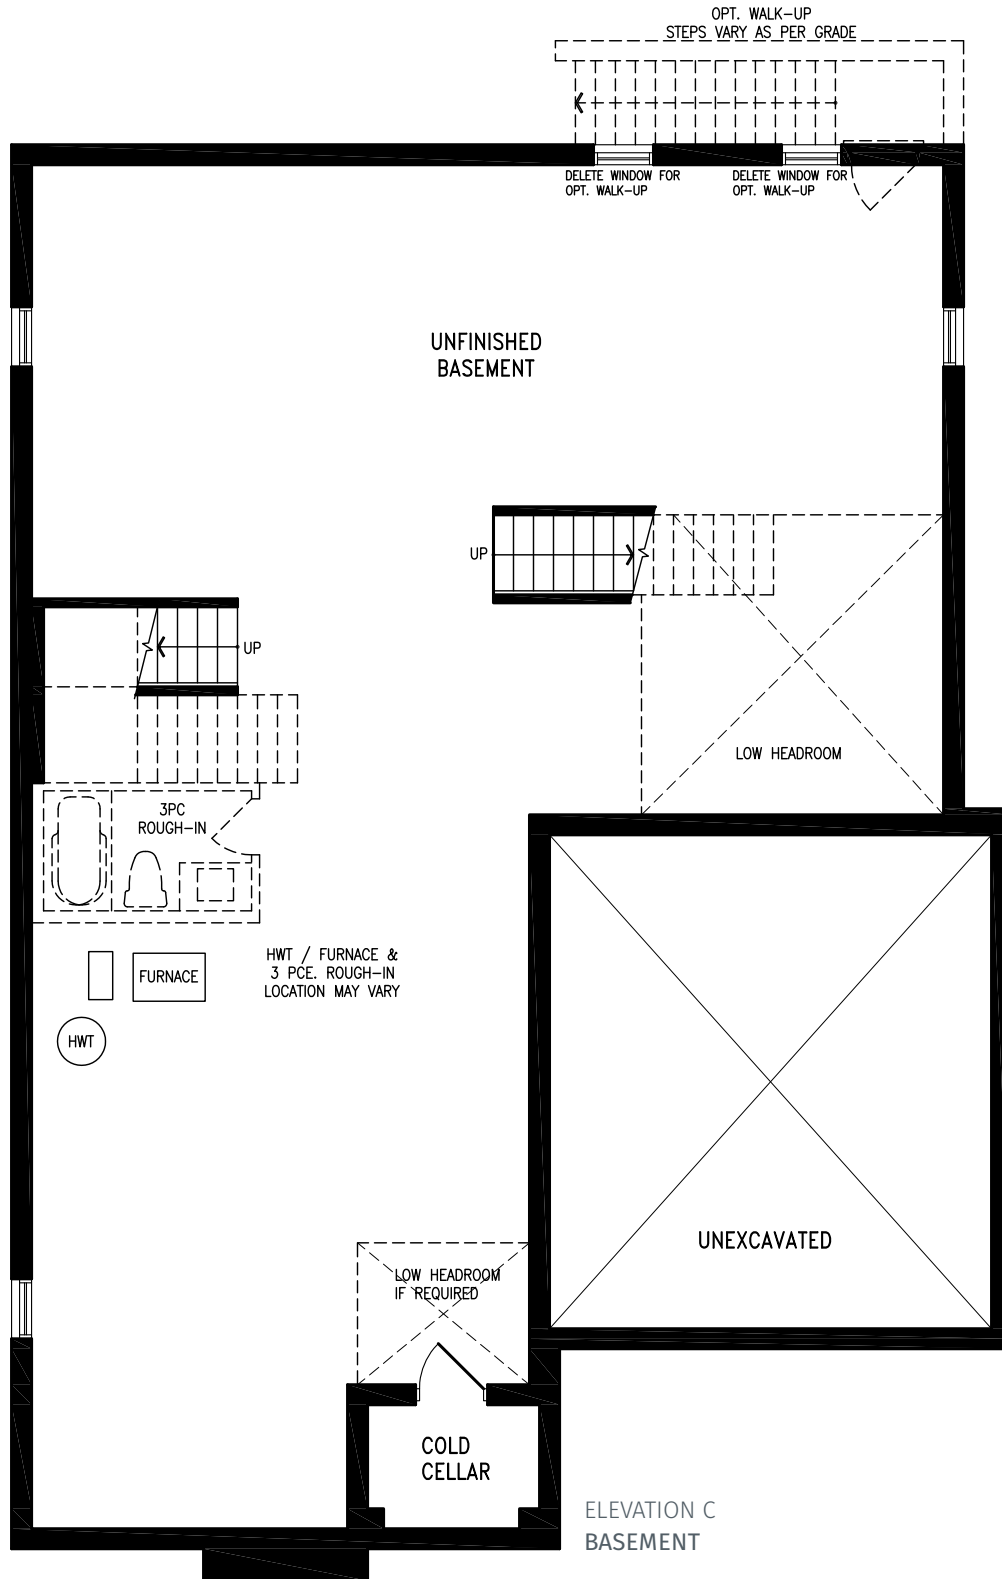 OPT. WALK-UP
STEPS VARY AS PER GRADE
DELETE WINDOW FOR
OPT. WALK-UP
DELETE WINDOW FOR
OPT. WALK-UP
UNFINISHED
BASEMENT
UP
UP
LOW HEADROOM
3PC
ROUGH-IN
HWT / FURNACE &
3 PCE. ROUGH-IN
LOCATION MAY VARY
FURNACE
HWT
UNEXCAVATED
LOW HEADROOM
IF REQUIRED
COLD
CELLAR
ELEVATION C
BASEMENT